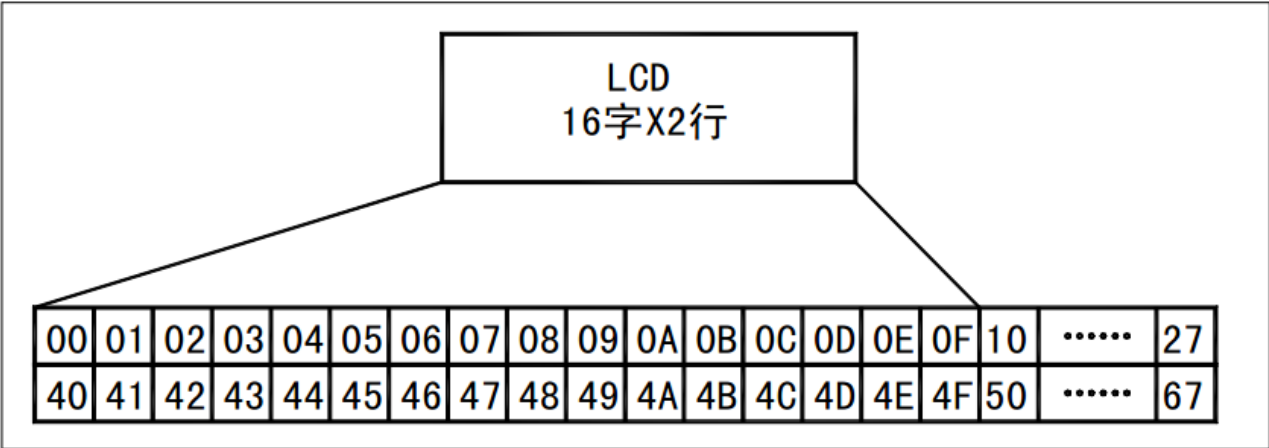 LCD
16字X2行
00 01 02 03 04 05 06 07 08 09 0A 0B 0C 0D 0E 0F 10 ······ 27
40 41 42 43 44 45 46 47 48 49 4A 4B 4C 4D 4E 4F 50 ······ 67